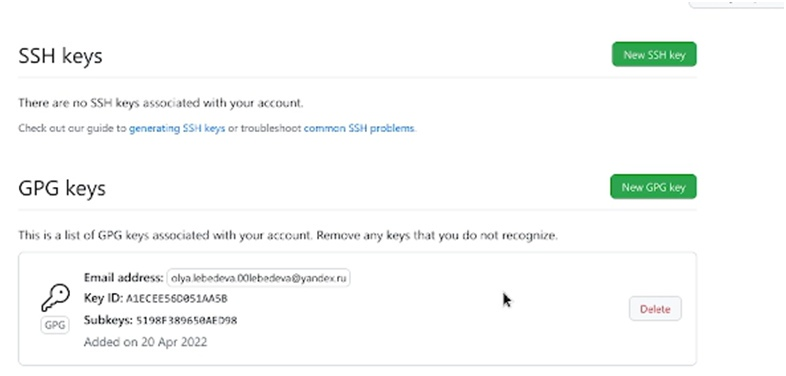 SSH keys
New SSH key
There are no SSH keys associated with your account.
Check out our guide to generating SSH keys or troubleshoot common SSH problems.
GPG keys
New GPG key
This is a list of GPG keys associated with your account. Remove any keys that you do not recognize.
Email address: olya.lebedeva.00lebedeva@yandex.ru
Key ID: A1ECEE56D051AA5B
GPG
Subkeys: 5198F389650AED98
Delete
Added on 20 Apr 2022